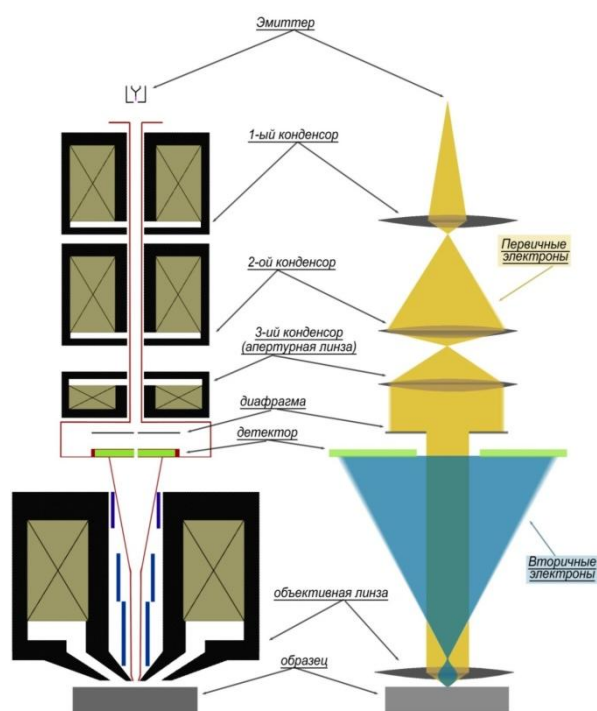 Эмиттер
1-ый конденсор
Первичные
электроны
2-ой конденсор
3-ий конденсор
(апертурная линза)
диафрагма
детектор
Вторичные
электроны
объективная линза
образец